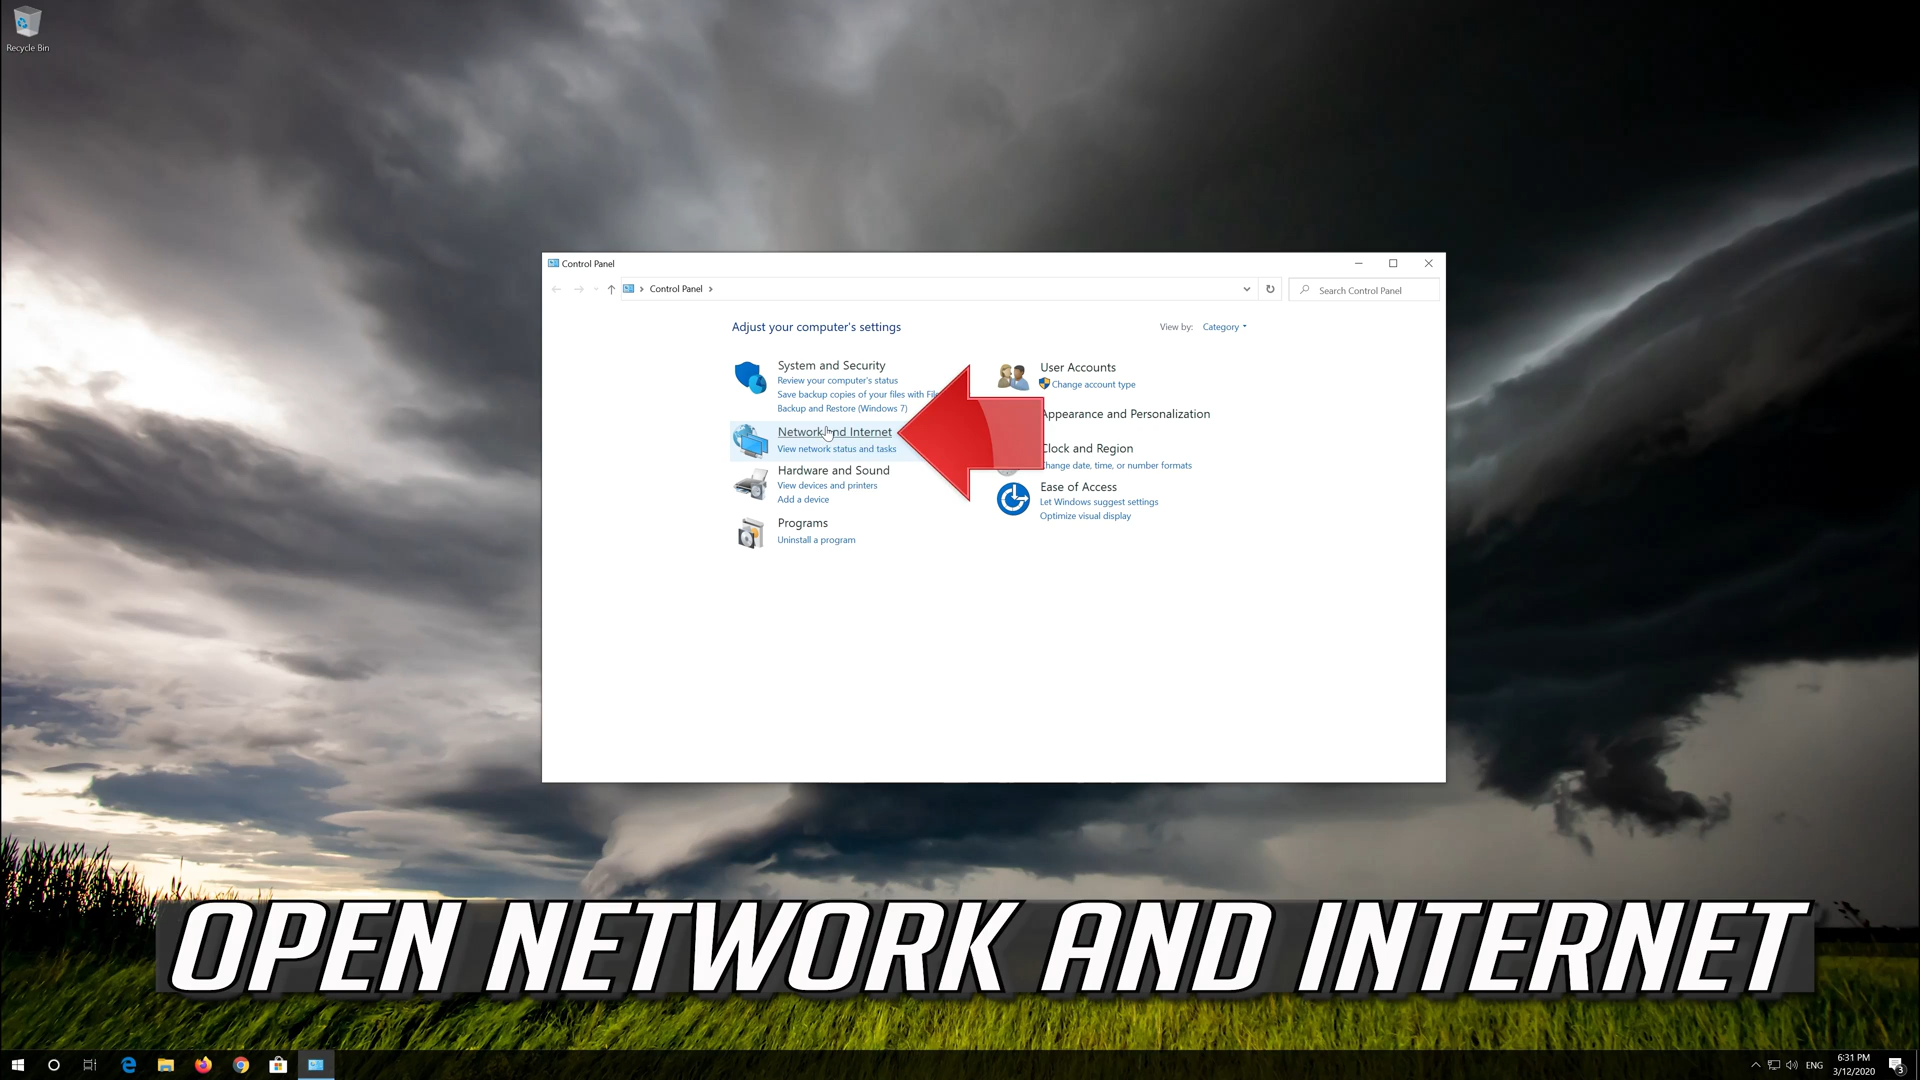 Recycle Bin
Control Panel
Control Panel
Search Control Panel
Adjust your computer's settings
View by: Category
System and Security
Review your computer's status
Save backup copies of your files with
Backup and Restore (Windows 7)
Network and Internet
View network status and tasks
Hardware and Sound
View devices and printers
Add a device
Programs
Uninstall a program
User Accounts
Change account type
Appearance and Personalization
Clock and Region
Change date, time, or number formats
Ease of Access
Let Windows suggest settings
Optimize visual display
OPEN NETWORK AND INTERNET
ENG
6:31 PM
3/12/2020
3